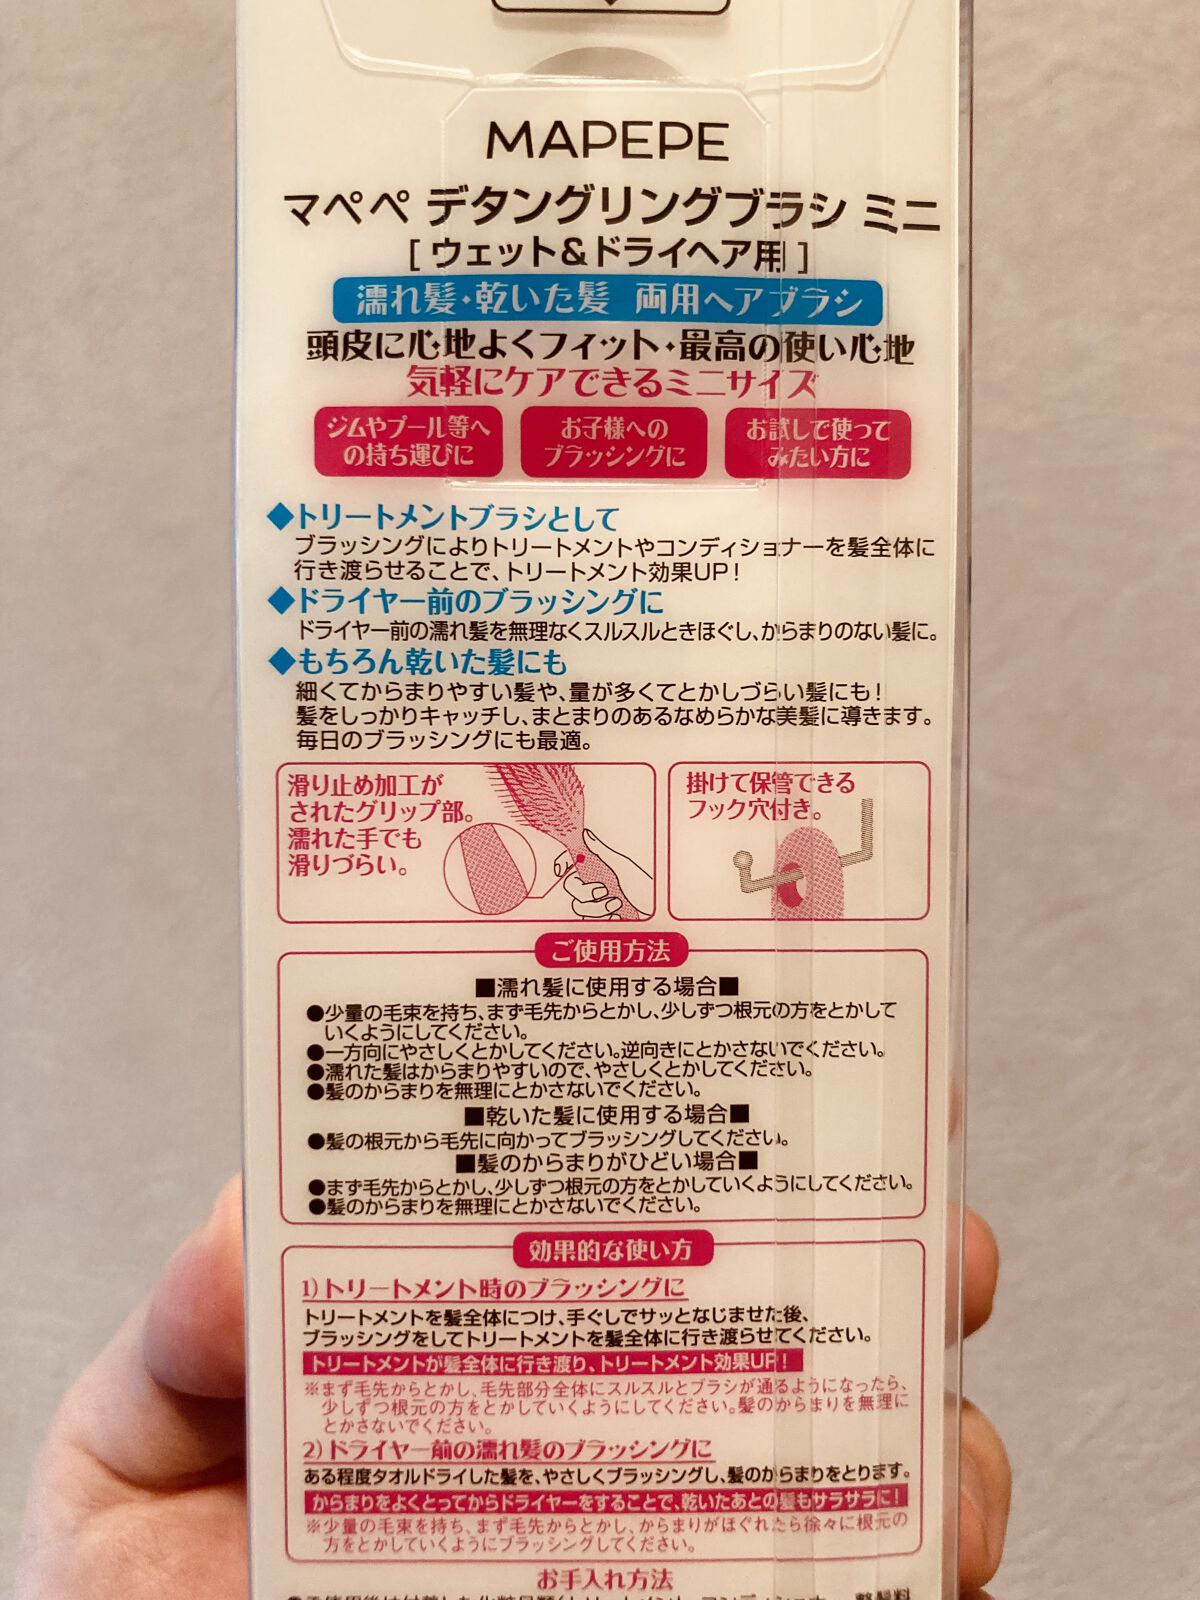 MAPEPE
マペペ デタングリングブラシ ミニ
[ ウェット&ドライヘア用 ]
濡れ髪・乾いた髪 両用ヘアブラシ
頭皮に心地よくフィット・最高の使い心地
気軽にケアできるミニサイズ
ジムやプール等へ
の持ち運びに
お子様への
ブラッシングに
お試しで使って
みたい方に
◆トリートメントブラシとして
ブラッシングによりトリートメントやコンディショナーを髪全体に
行き渡らせることで、トリートメント効果UP!
◆ドライヤー前のブラッシングに
ドライヤー前の濡れ髪を無理なくスルスルときほぐし、からまりのない髪に。
◆もちろん乾いた髪にも
細くてからまりやすい髪や、量が多くてとかしづらい髪にも!
髪をしっかりキャッチし、まとまりのあるなめらかな美髪に導きます。
毎日のブラッシングにも最適。
滑り止め加工が
されたグリップ部。
濡れた手でも
滑りづらい。
掛けて保管できる
フック穴付き。
ご使用方法
■濡れ髪に使用する場合■
●少量の毛束を持ち、まず毛先からとかし、少しずつ根元の方をとかして
いくようにしてください。
●一方向にやさしくとかしてください。逆向きにとかさないでください。
●濡れた髪はからまりやすいので、やさしくとかしてください。
●髪のからまりを無理にとかさないでください。
■乾いた髪に使用する場合■
●髪の根元から毛先に向かってブラッシングしてください。
■髪のからまりがひどい場合■
●まず毛先からとかし、少しずつ根元の方をとかしていくようにしてください。
●髪のからまりを無理にとかさないでください。
効果的な使い方
1)トリートメント時のブラッシングに
トリートメントを髪全体につけ、手ぐしでサッとなじませた後、
ブラッシングをしてトリートメントを髪全体に行き渡らせてください。
トリートメントが髪全体に行き渡り、トリートメント効果UP!
※まず毛先からとかし、毛先部分全体にスルスルとブラシが通るようになったら、
少しずつ根元の方をとかしていくようにしてください。髪のからまりを無理に
とかさないでください。
2)ドライヤー前の濡れ髪のブラッシングに
ある程度タオルドライした髪を、やさしくブラッシングし、髪のからまりをとります。
からまりをよくとってからドライヤーをすることで、乾いたあとの髪もサラサラに!
※少量の毛束を持ち、まず毛先からとかし、からまりがほぐれたら徐々に根元の
方をとかしていくようにブラッシングしてください。
お手入れ方法